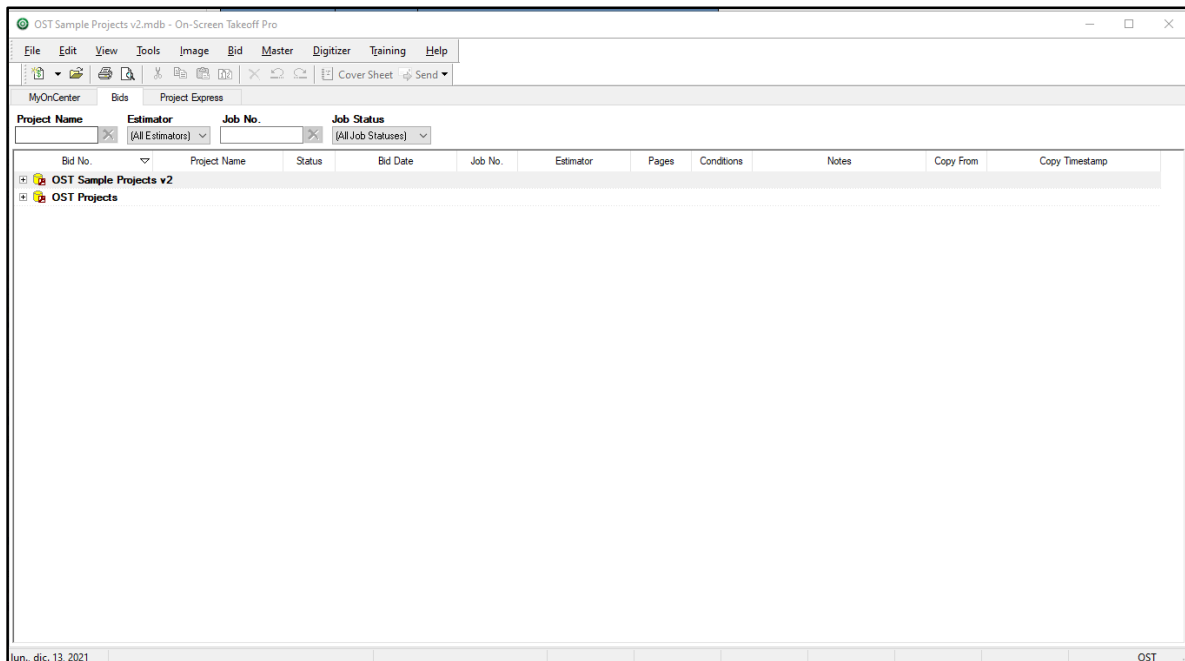 OST Sample Projects v2.mdb - On-Screen Takeoff Pro
File Edit View Tools Image Bid Master Digitizer Training Help
Cover Sheet Send
MyOnCenter Bids Project Express
Project Name Estimator Job No. Job Status
(All Estimators) (All Job Statuses)
Bid No. Project Name Status Bid Date Job No. Estimator Pages Conditions Notes Copy From Copy Timestamp
OST Sample Projects v2
OST Projects
lun., dic. 13, 2021 OST